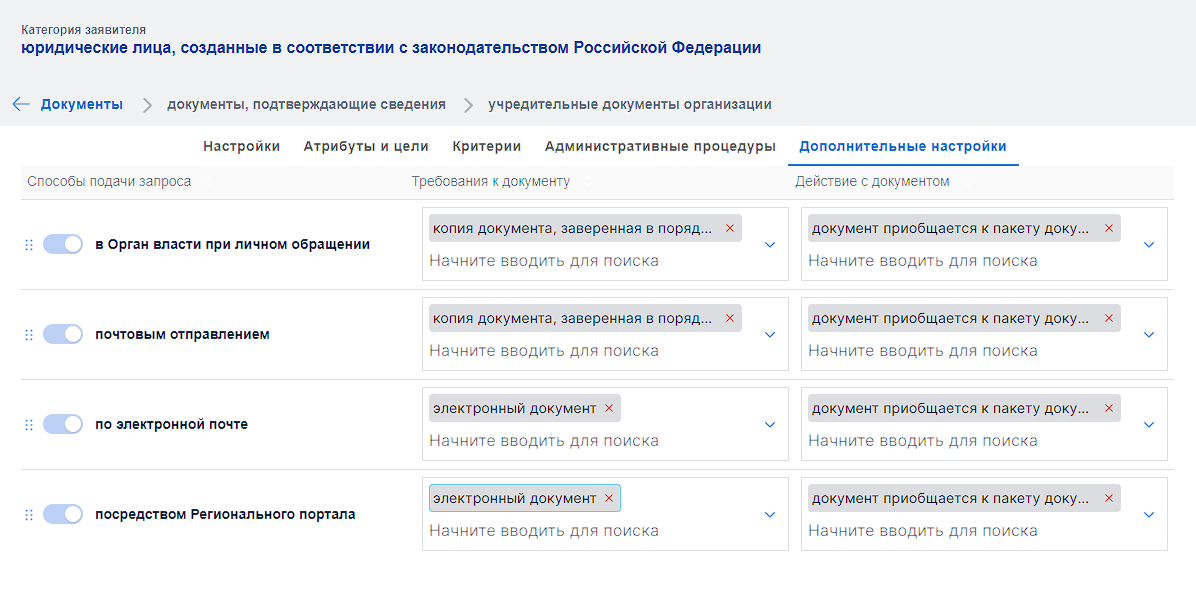 Категория заявителя
юридические лица, созданные в соответствии с законодательством Российской Федерации
Документы документы, подтверждающие сведения учредительные документы организации
Настройки Атрибуты и цели Критерии Административные процедуры Дополнительные настройки
Способы подачи запроса Требования к документу Действие с документом
в Орган власти при личном обращении
копия документа, заверенная в поряд...
Начните вводить для поиска
документ приобщается к пакету доку...
Начните вводить для поиска
почтовым отправлением
копия документа, заверенная в поряд...
Начните вводить для поиска
документ приобщается к пакету доку...
Начните вводить для поиска
по электронной почте
электронный документ
Начните вводить для поиска
документ приобщается к пакету доку...
Начните вводить для поиска
посредством Регионального портала
электронный документ
Начните вводить для поиска
документ приобщается к пакету доку...
Начните вводить для поиска